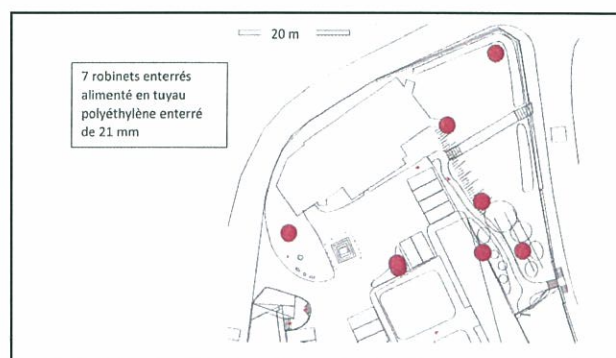 20 m
7 robinets enterrés
alimenté en tuyau
polyéthylène enterré
de 21 mm